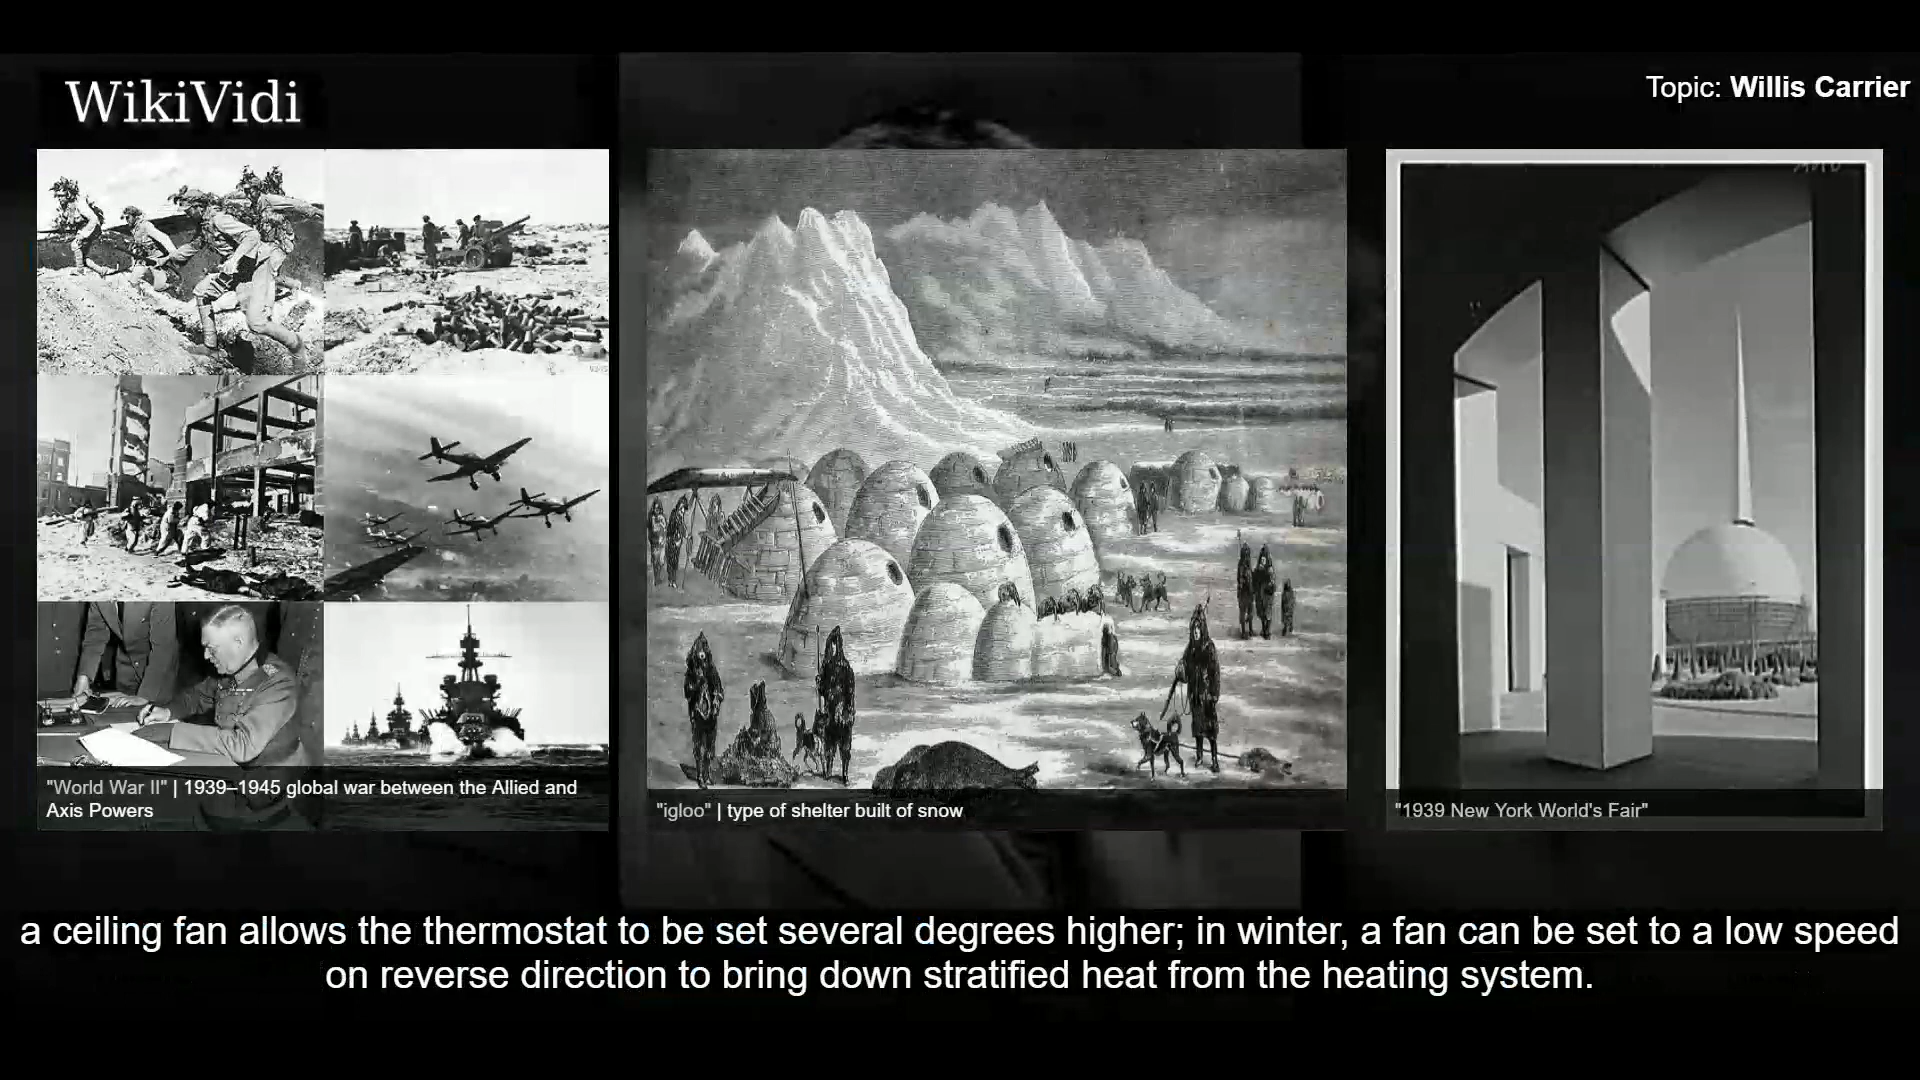 WikiVidi
Topic: Willis Carrier
"World War II" | 1939–1945 global war between the Allied and
Axis Powers
"igloo" | type of shelter built of snow
"1939 New York World's Fair"
a ceiling fan allows the thermostat to be set several degrees higher; in winter, a fan can be set to a low speed
on reverse direction to bring down stratified heat from the heating system.